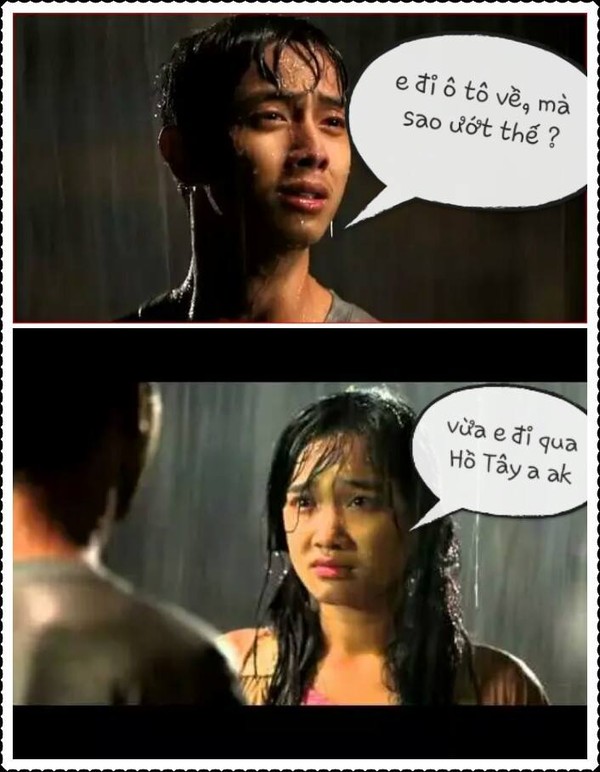 e đi ô tô về, mà
sao ướt thế ?
vừa e đi qua
Hồ Tây a ak